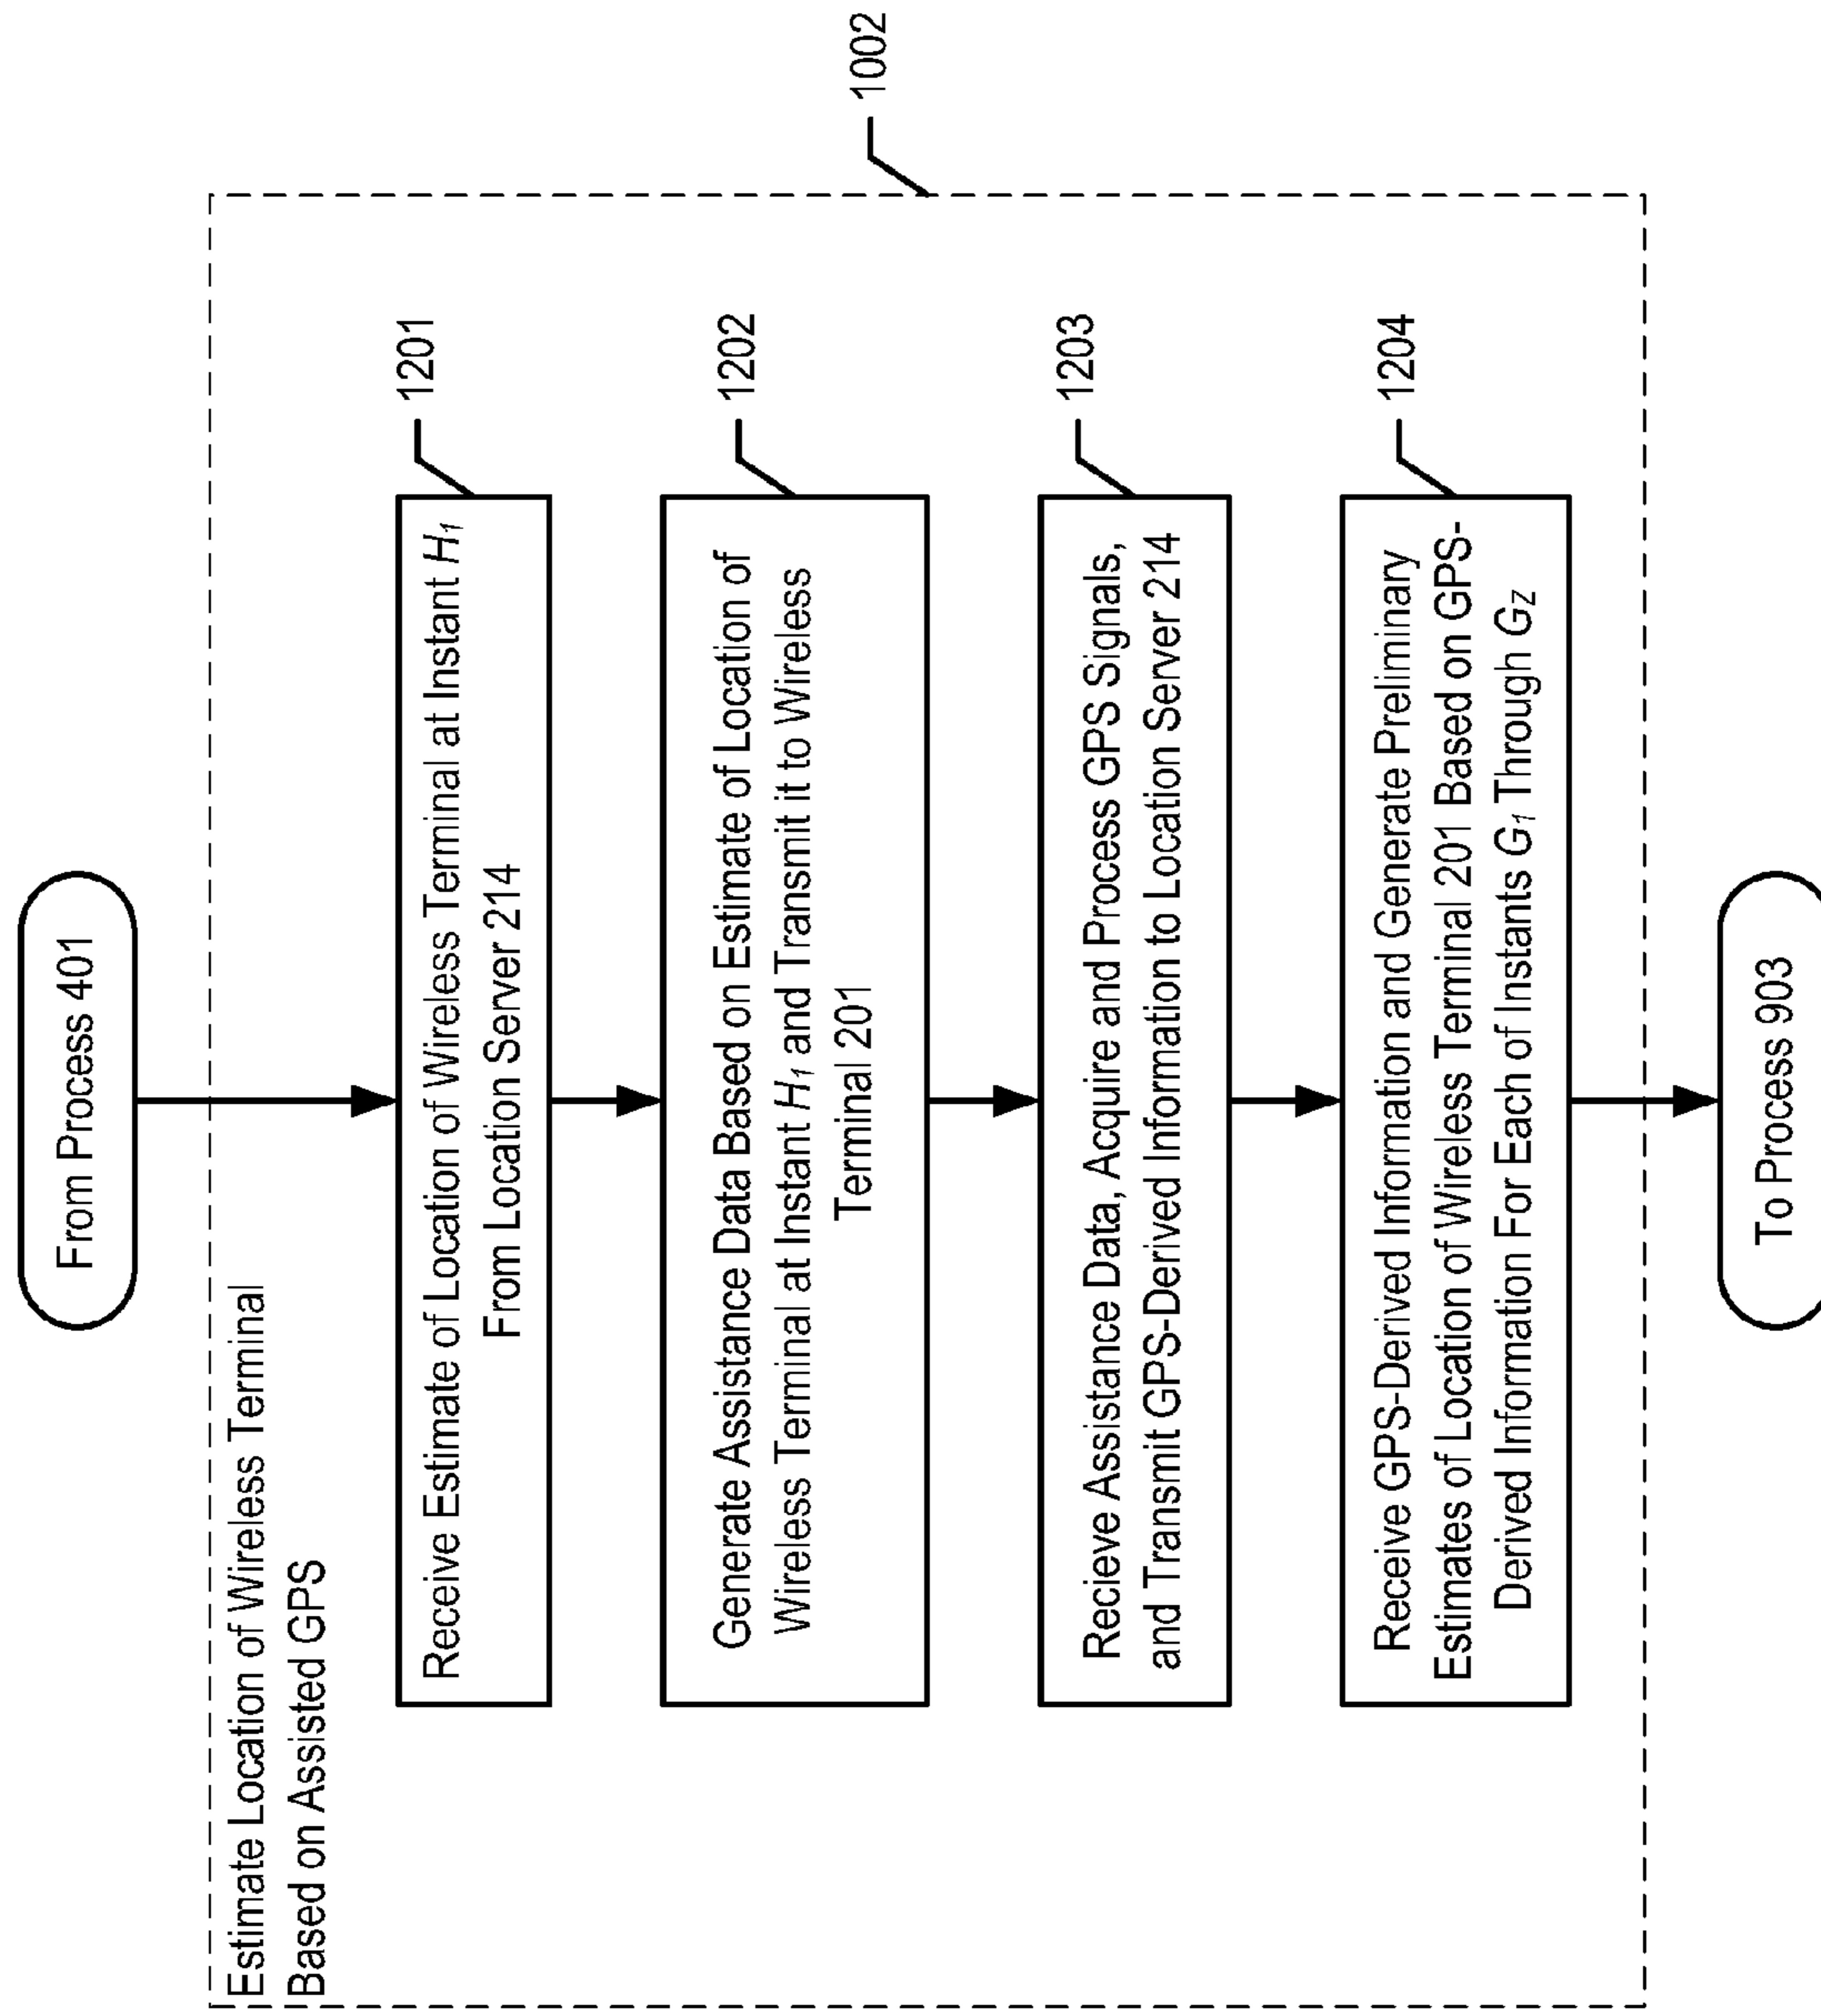 From Process 401
Estimate Location of Wireless Terminal
Based on Assisted GPS
1002
Receive Estimate of Location of Wireless Terminal at Instant H1
From Location Server 214
1201
Generate Assistance Data Based on Estimate of Location of
Wireless Terminal at Instant H1 and Transmit it to Wireless
Terminal 201
1202
Recieve Assistance Data, Acquire and Process GPS Signals,
and Transmit GPS-Derived Information to Location Server 214
1203
Receive GPS-Derived Information and Generate Preliminary
Estimates of Location of Wireless Terminal 201 Based on GPS-
Derived Information For Each of Instants G1 Through GZ
1204
To Process 903